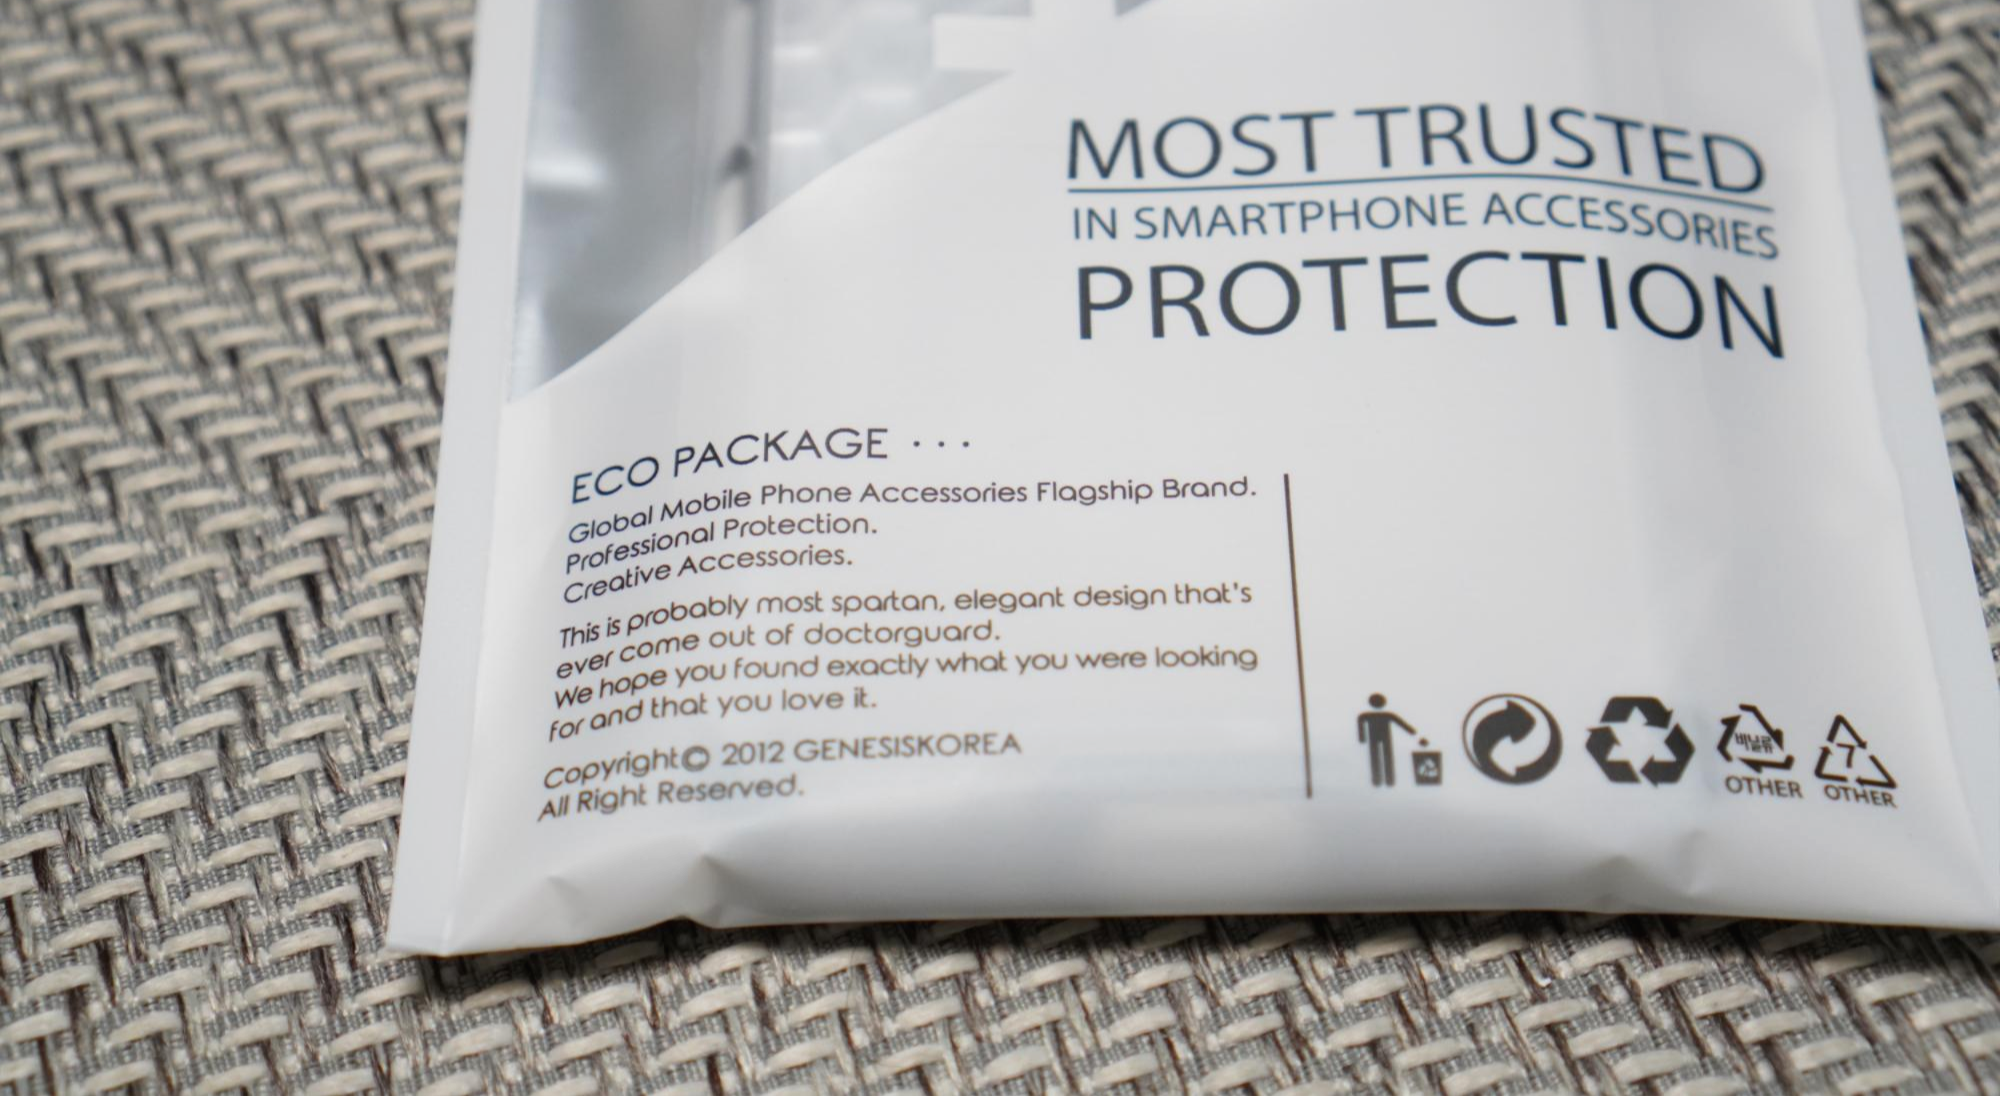 MOST TRUSTED
IN SMARTPHONE ACCESSORIES
PROTECTION
ECO PACKAGE ...
Global Mobile Phone Accessories Flagship Brand.
Professional Protection.
Creative Accessories.
This is probably most spartan, elegant design that's
ever come out of doctorguard.
We hope you found exactly what you were looking
for and that you love it.
Copyright© 2012 GENESISKOREA
All Right Reserved.
비닐류
OTHER
7
OTHER